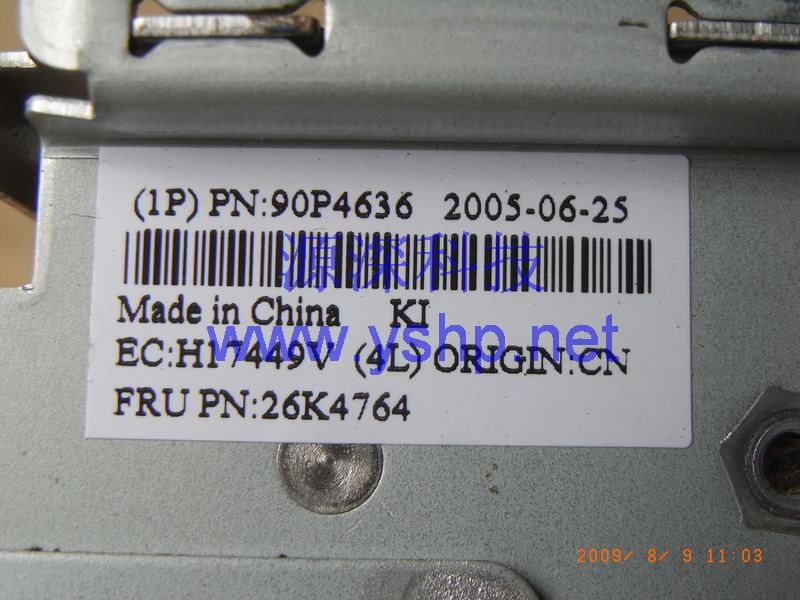 (1P) PN:90P4636 2005-06-25
源深科技
Made in China KI
www.yshp.net
EC:H17449V (4L) ORIGIN:CN
FRU PN:26K4764
2009/ 8/ 9 11:03